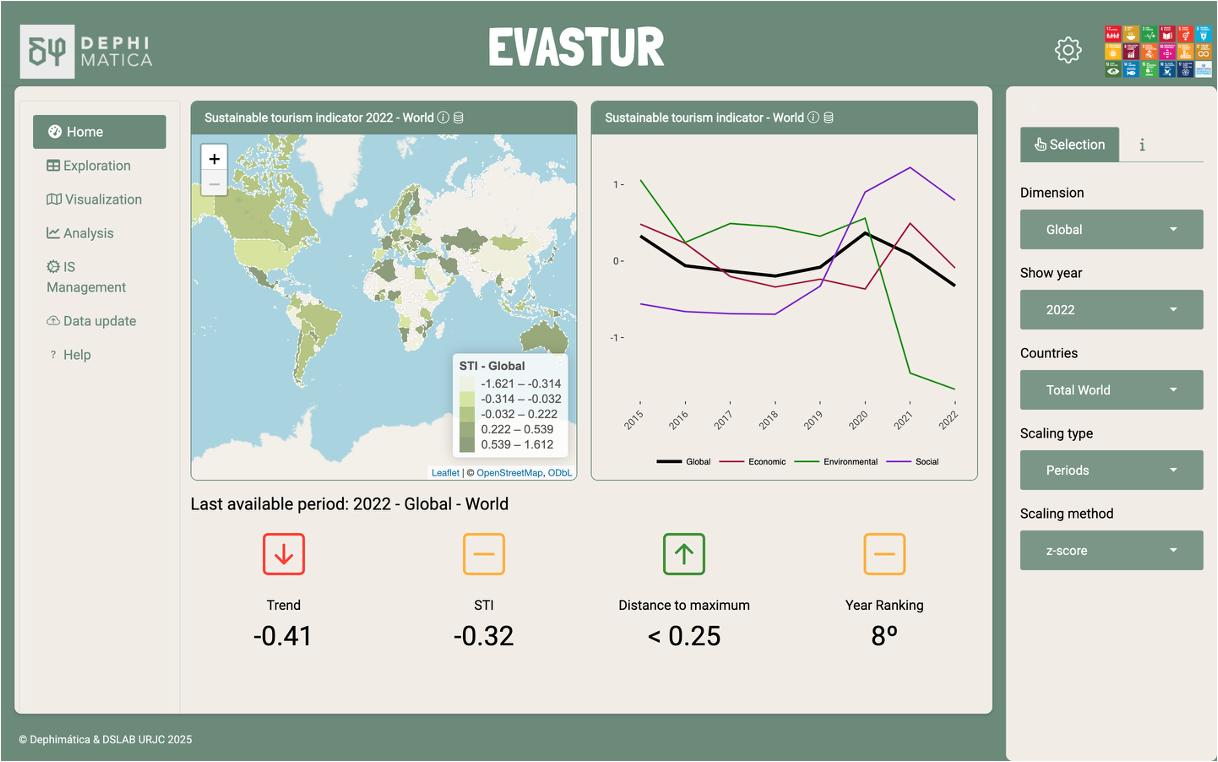 δψ DEPHI
MATICA
EVASTUR
Home
Exploration
Visualization
Analysis
IS
Management
Data update
? Help
Sustainable tourism indicator 2022 - World
+
−
STI - Global
-1.621 – -0.314
-0.314 – -0.032
-0.032 – 0.222
0.222 – 0.539
0.539 – 1.612
Leaflet | © OpenStreetMap, ODbL
Sustainable tourism indicator - World
1
0
-1
2015 2016 2017 2018 2019 2020 2021 2022
Global Economic Environmental Social
Last available period: 2022 - Global - World
Trend
-0.41
STI
-0.32
Distance to maximum
< 0.25
Year Ranking
8º
Selection
i
Dimension
Global
Show year
2022
Countries
Total World
Scaling type
Periods
Scaling method
z-score
© Dephimática & DSLAB URJC 2025